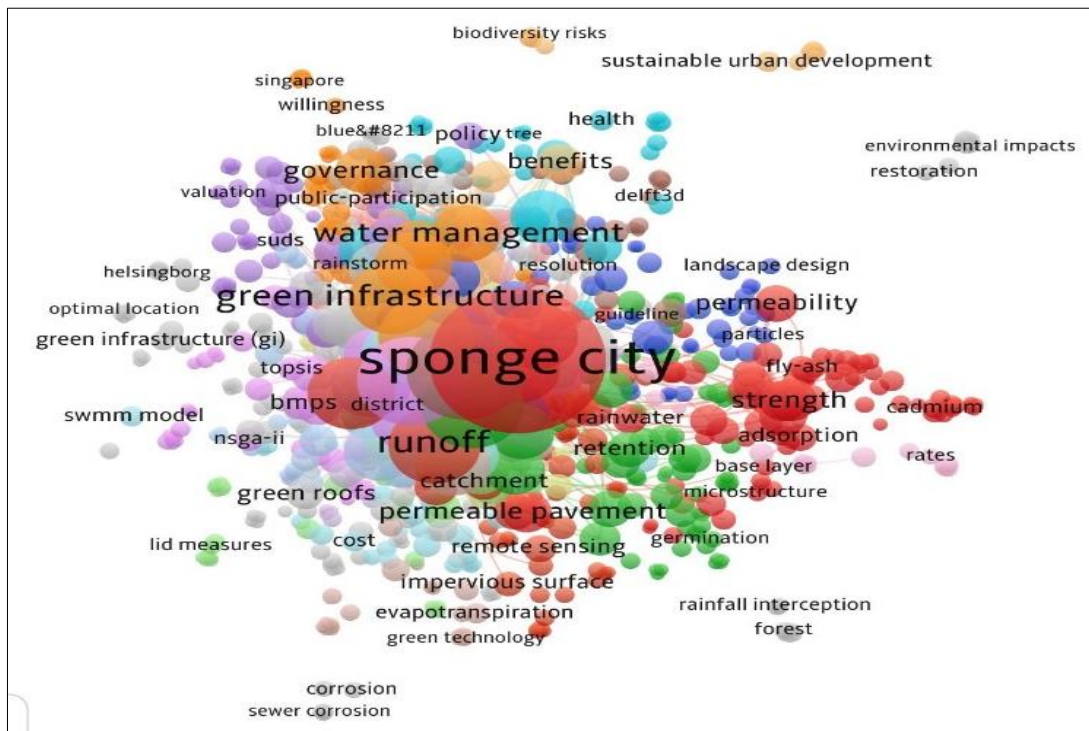 biodiversity risks
sustainable urban development
singapore
willingness
health
blue&#8211
policy
tree
environmental impacts
governance
benefits
restoration
valuation
public-participation
delft3d
suds
water management
rainstorm
resolution
landscape design
helsingborg
green infrastructure
permeability
optimal location
guideline
particles
green infrastructure (gi)
sponge city
topsis
fly-ash
bmps
district
strength
cadmium
swmm model
rainwater
nsga-ii
runoff
retention
adsorption
rates
base layer
catchment
green roofs
microstructure
permeable pavement
lid measures
cost
remote sensing
germination
impervious surface
evapotranspiration
rainfall interception
green technology
forest
corrosion
sewer corrosion